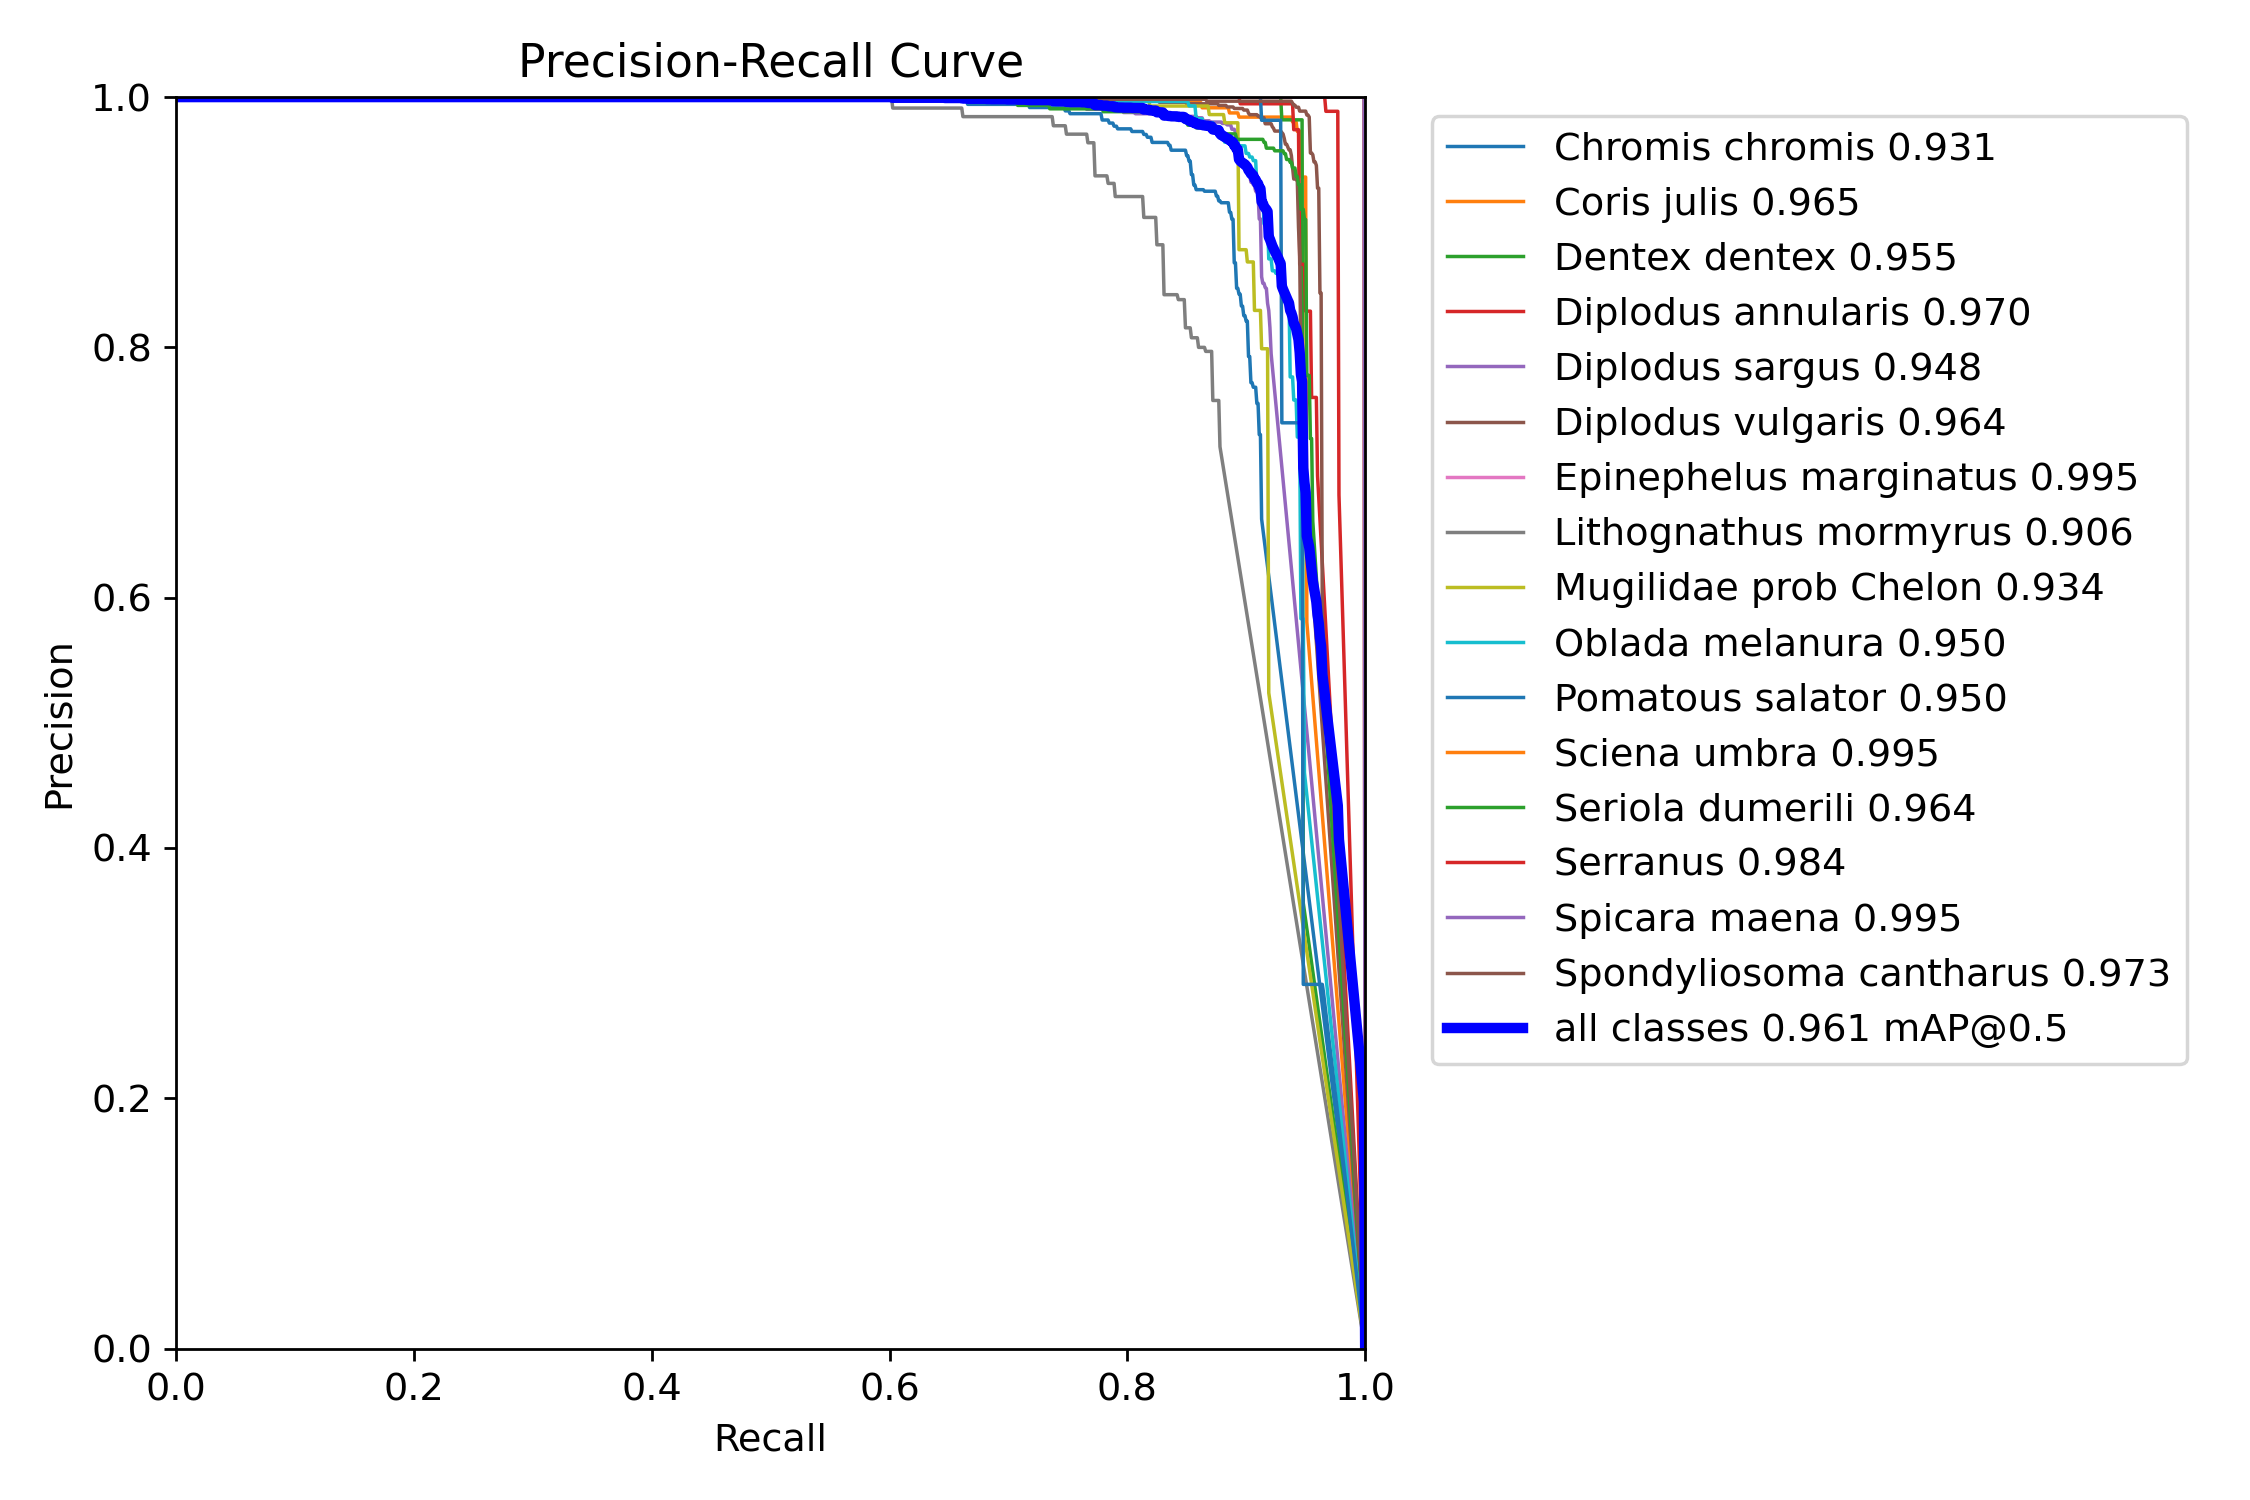 Precision-Recall Curve
1.0
0.8
0.6
0.4
0.2
0.0
Precision
0.0 0.2 0.4 0.6 0.8 1.0
Recall
Chromis chromis 0.931
Coris julis 0.965
Dentex dentex 0.955
Diplodus annularis 0.970
Diplodus sargus 0.948
Diplodus vulgaris 0.964
Epinephelus marginatus 0.995
Lithognathus mormyrus 0.906
Mugilidae prob Chelon 0.934
Oblada melanura 0.950
Pomatous salator 0.950
Sciena umbra 0.995
Seriola dumerili 0.964
Serranus 0.984
Spicara maena 0.995
Spondyliosoma cantharus 0.973
all classes 0.961 mAP@0.5